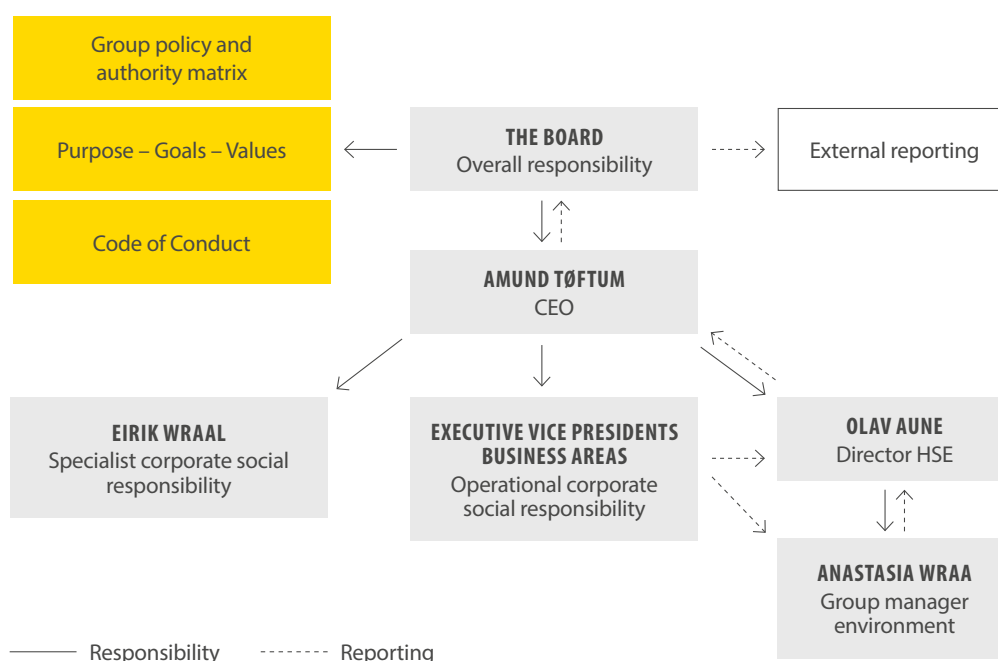 Group policy and
authority matrix
Purpose – Goals – Values
Code of Conduct
THE BOARD
Overall responsibility
External reporting
AMUND TØFTUM
CEO
EIRIK WRAAL
Specialist corporate social
responsibility
EXECUTIVE VICE PRESIDENTS
BUSINESS AREAS
Operational corporate
social responsibility
OLAV AUNE
Director HSE
ANASTASIA WRAA
Group manager
environment
Responsibility
Reporting